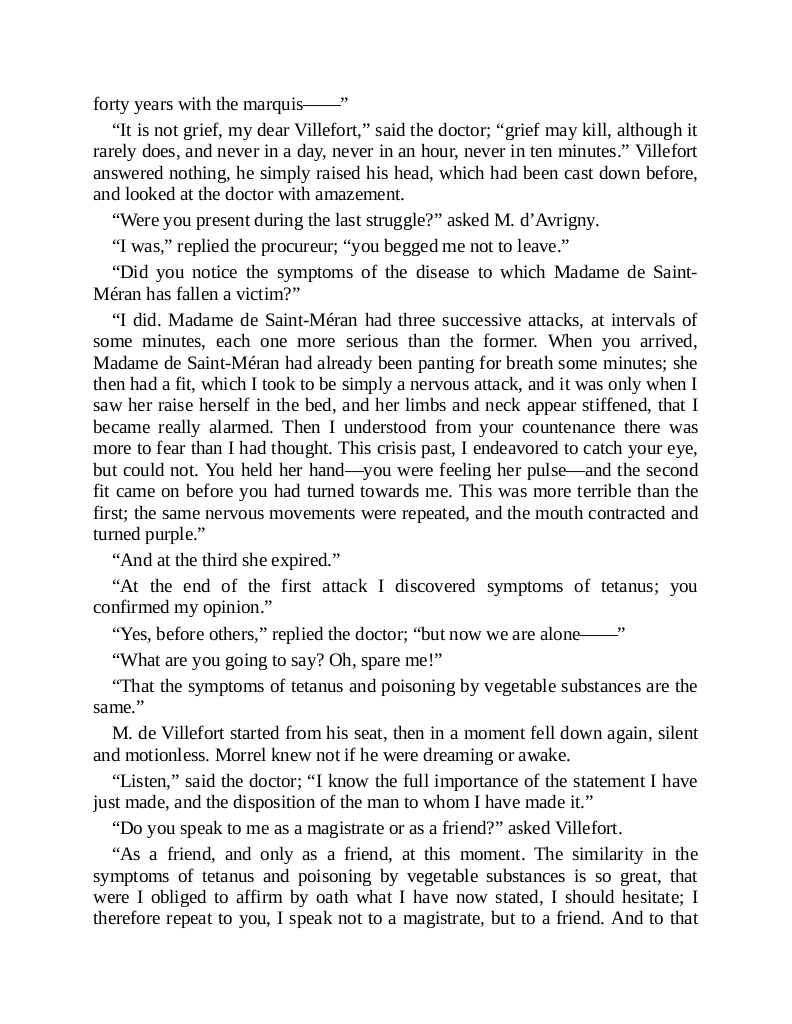 forty years with the marquis——”
“It is not grief, my dear Villefort,” said the doctor; “grief may kill, although it
rarely does, and never in a day, never in an hour, never in ten minutes.” Villefort
answered nothing, he simply raised his head, which had been cast down before,
and looked at the doctor with amazement.
“Were you present during the last struggle?” asked M. d’Avrigny.
“I was,” replied the procureur; “you begged me not to leave.”
“Did you notice the symptoms of the disease to which Madame de Saint-
Méran has fallen a victim?”
“I did. Madame de Saint-Méran had three successive attacks, at intervals of
some minutes, each one more serious than the former. When you arrived,
Madame de Saint-Méran had already been panting for breath some minutes; she
then had a fit, which I took to be simply a nervous attack, and it was only when I
saw her raise herself in the bed, and her limbs and neck appear stiffened, that I
became really alarmed. Then I understood from your countenance there was
more to fear than I had thought. This crisis past, I endeavored to catch your eye,
but could not. You held her hand—you were feeling her pulse—and the second
fit came on before you had turned towards me. This was more terrible than the
first; the same nervous movements were repeated, and the mouth contracted and
turned purple.”
“And at the third she expired.”
“At the end of the first attack I discovered symptoms of tetanus; you
confirmed my opinion.”
“Yes, before others,” replied the doctor; “but now we are alone——”
“What are you going to say? Oh, spare me!”
“That the symptoms of tetanus and poisoning by vegetable substances are the
same.”
M. de Villefort started from his seat, then in a moment fell down again, silent
and motionless. Morrel knew not if he were dreaming or awake.
“Listen,” said the doctor; “I know the full importance of the statement I have
just made, and the disposition of the man to whom I have made it.”
“Do you speak to me as a magistrate or as a friend?” asked Villefort.
“As a friend, and only as a friend, at this moment. The similarity in the
symptoms of tetanus and poisoning by vegetable substances is so great, that
were I obliged to affirm by oath what I have now stated, I should hesitate; I
therefore repeat to you, I speak not to a magistrate, but to a friend. And to that